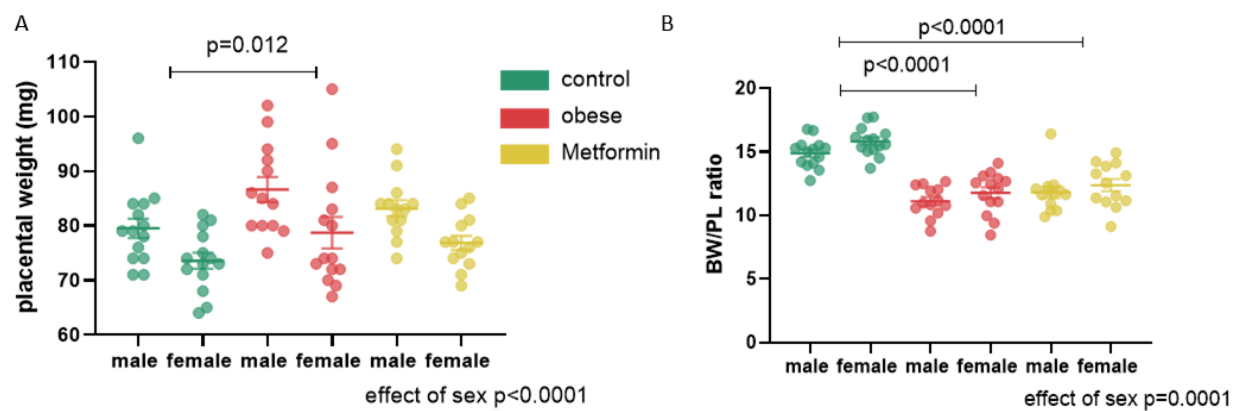 A
p=0.012
placental weight (mg)
110
100
90
80
70
60
male female male female male female
effect of sex p<0.0001
control
obese
Metformin
B
p<0.0001
p<0.0001
BW/PL ratio
20
15
10
5
0
male female male female male female
effect of sex p=0.0001